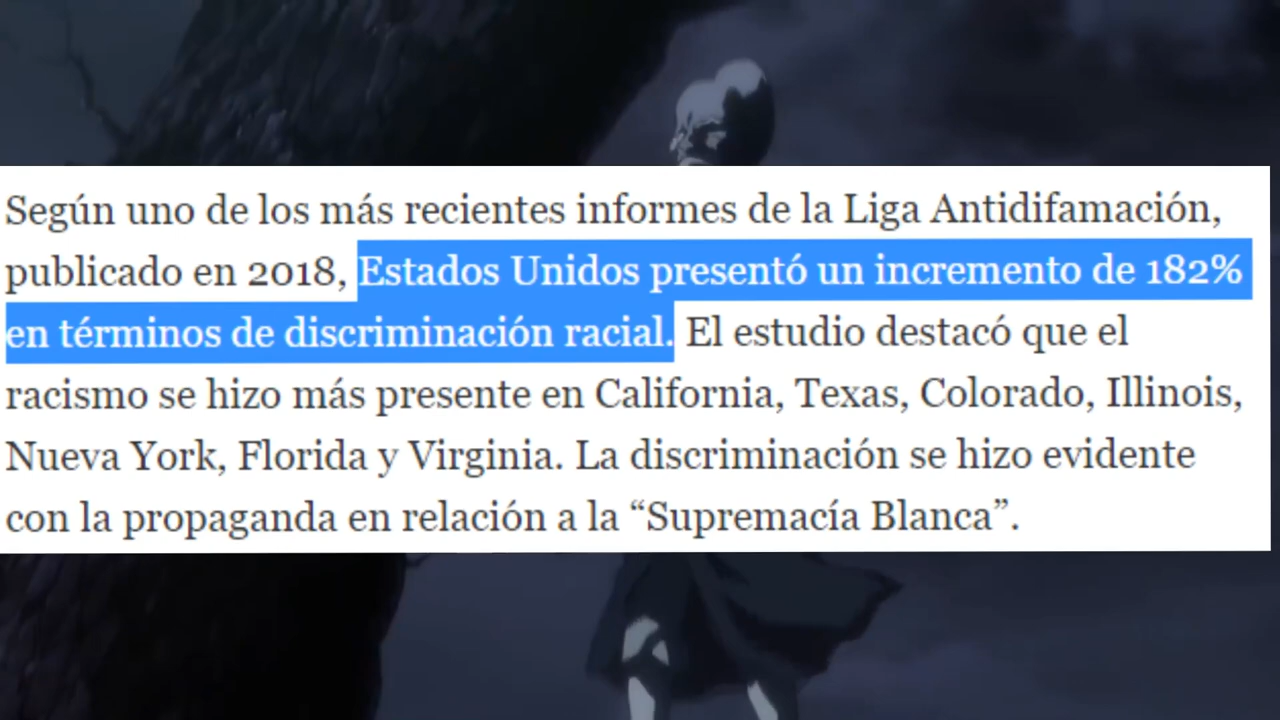 Según uno de los más recientes informes de la Liga Antidifamación,
publicado en 2018, Estados Unidos presentó un incremento de 182%
en términos de discriminación racial. El estudio destacó que el
racismo se hizo más presente en California, Texas, Colorado, Illinois,
Nueva York, Florida y Virginia. La discriminación se hizo evidente
con la propaganda en relación a la “Supremacía Blanca”.